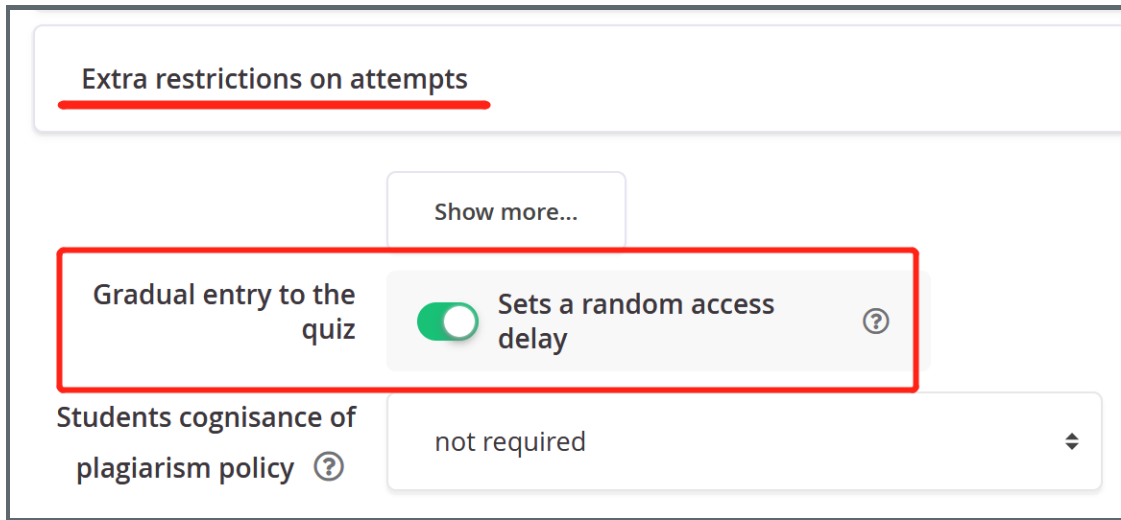 Extra restrictions on attempts
Show more...
Gradual entry to the
quiz
Sets a random access
delay
Students cognisance of
plagiarism policy
not required